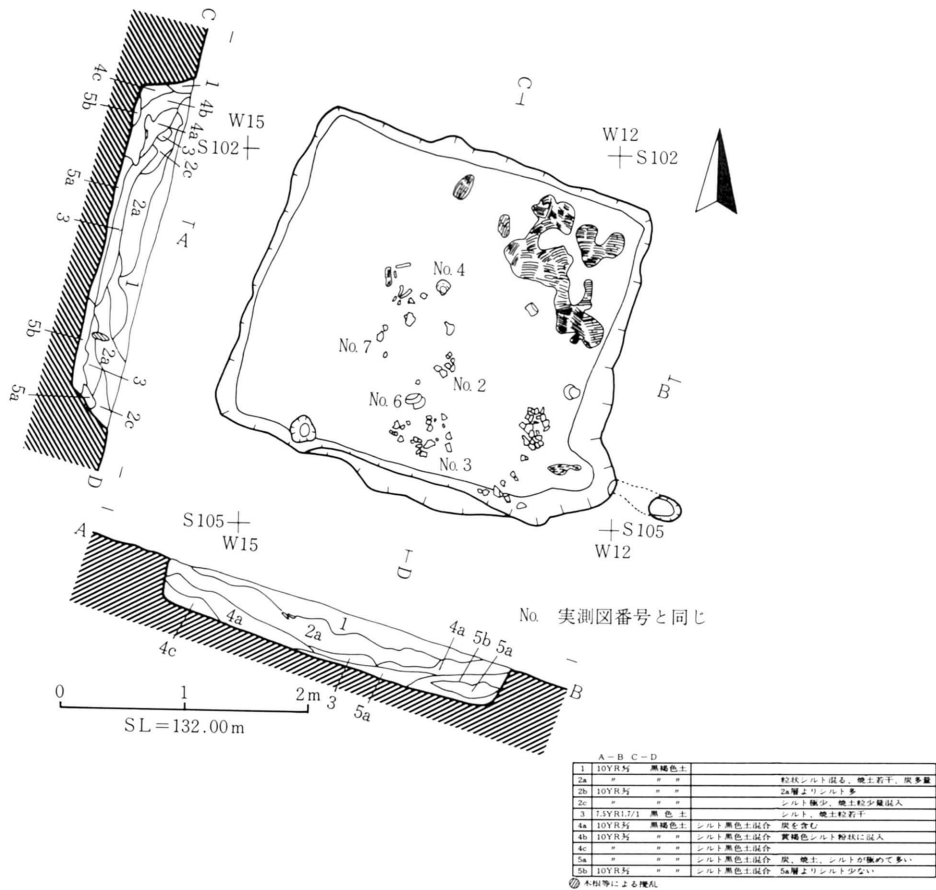 C
4c
5b
1
4b
4a
3
2c
5a
3
2a
A
1
5b
2a
3
5a
2c
D
W15
S102
C
W12
S102
No. 4
No. 7
No. 2
No. 6
No. 3
B
S105
W15
S105
W12
D
A
1
2a
4a
4c
4a
5b
5a
3
5a
B
No. 実測図番号と同じ
0 1 2m
SL=132.00m
A-B C-D
1 10YR 黒褐色土
2a 〃 〃 〃 粒状シルト混る、焼土若干、炭多量
2b 10YR 〃 〃 2a層よりシルト多
2c 〃 〃 〃 シルト極少、焼土粒少量混入
3 7.5YR1.7/1 黒色土 シルト、焼土粒若干
4a 10YR 黒褐色土 シルト黒色土混合 炭を含む
4b 10YR 〃 〃 シルト黒色土混合 黄褐色シルト粉状に混入
4c 〃 〃 〃 シルト黒色土混合
5a 〃 〃 〃 シルト黒色土混合 炭、焼土、シルトが極めて多い
5b 10YR 〃 〃 シルト黒色土混合 5a層よりシルト少ない
木根等による攪乱